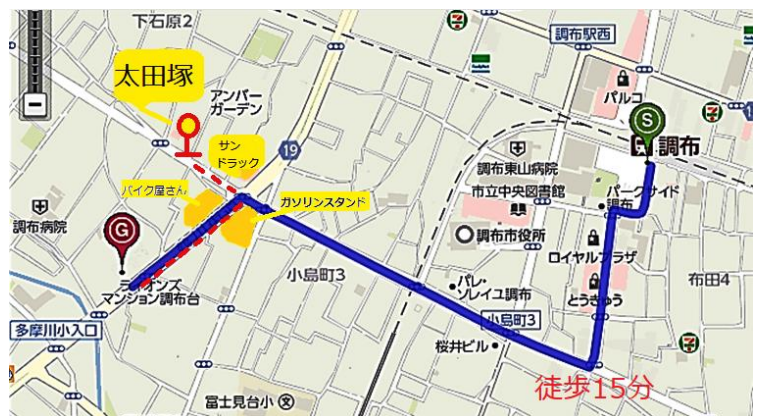 下石原2
調布駅西
太田塚
アンバー
ガーデン
パルコ
S
調布
19
サン
ドラック
調布東山病院
バイク屋さん
ガソリンスタンド
市立中央図書館
パークサイド
調布
調布病院
G
調布市役所
ロイヤルプラザ
小島町3
布田4
ライオンズ
マンション調布台
パレ・
ソレイユ調布
とうきゅう
多摩川小入口
小島町3
桜井ビル
徒歩15分
富士見台小
文